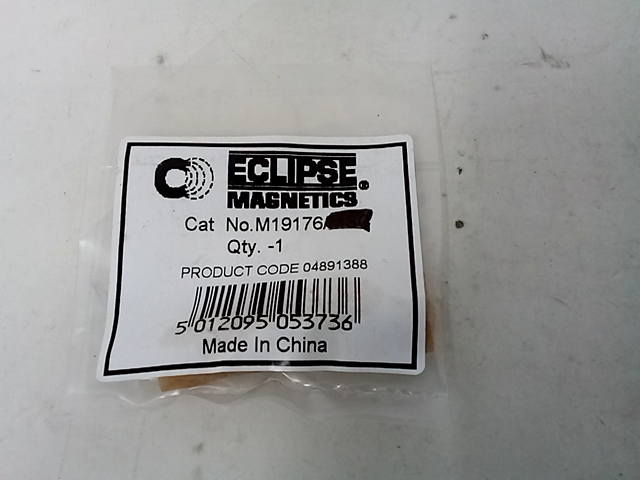 ECLIPSE
MAGNETICS®
Cat No.M19176
Qty. -1
PRODUCT CODE 04891388
5 012095 053736
Made In China